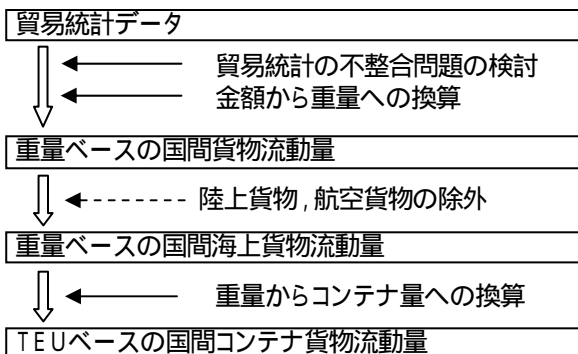 貿易統計データ
貿易統計の不整合問題の検討
金額から重量への換算
重量ベースの国間貨物流動量
陸上貨物,航空貨物の除外
重量ベースの国間海上貨物流動量
重量からコンテナ量への換算
TEUベースの国間コンテナ貨物流動量